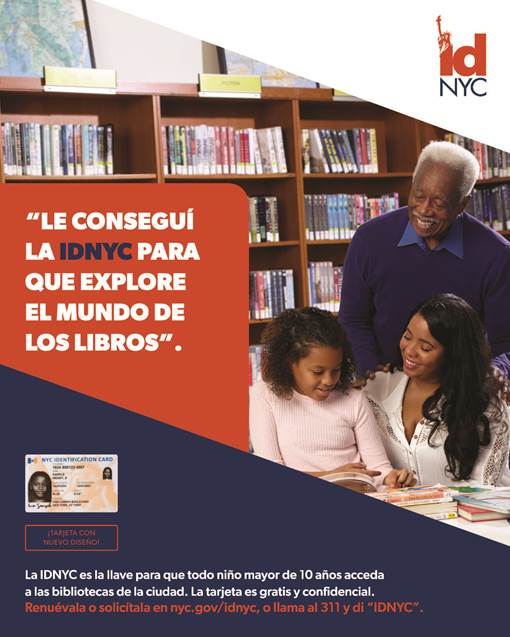 id
NYC
“LE CONSEGUÍ
LA IDNYC PARA
QUE EXPLORE
EL MUNDO DE
LOS LIBROS”.
NYC IDENTIFICATION CARD
¡TARJETA CON
NUEVO DISEÑO!
La IDNYC es la llave para que todo niño mayor de 10 años acceda
a las bibliotecas de la ciudad. La tarjeta es gratis y confidencial.
Renuévala o solicítala en nyc.gov/idnyc, o llama al 311 y di “IDNYC”.